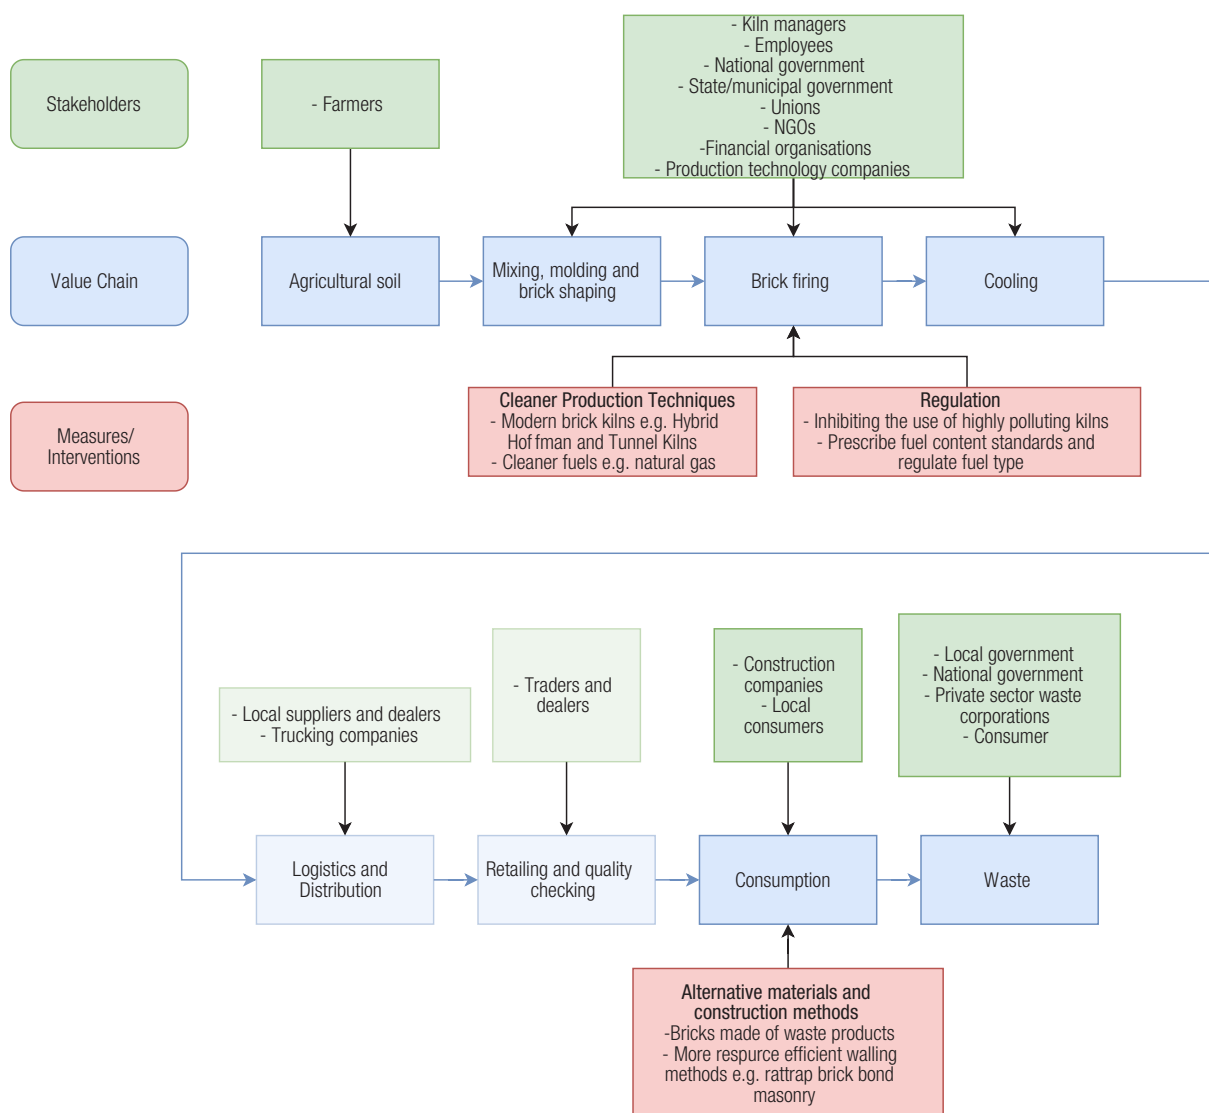 Stakeholders
- Farmers
- Kiln managers
- Employees
- National government
- State/municipal government
- Unions
- NGOs
-Financial organisations
- Production technology companies
Value Chain
Agricultural soil
Mixing, molding and
brick shaping
Brick firing
Cooling
Measures/
Interventions
Cleaner Production Techniques
- Modern brick kilns e.g. Hybrid
Hof fman and Tunnel Kilns
- Cleaner fuels e.g. natural gas
Regulation
- Inhibiting the use of highly polluting kilns
- Prescribe fuel content standards and
regulate fuel type
- Local suppliers and dealers
- Trucking companies
- Traders and
dealers
- Construction
companies
- Local
consumers
- Local government
- National government
- Private sector waste
corporations
- Consumer
Logistics and
Distribution
Retailing and quality
checking
Consumption
Waste
Alternative materials and
construction methods
-Bricks made of waste products
- More respurce efficient walling
methods e.g. rattrap brick bond
masonry